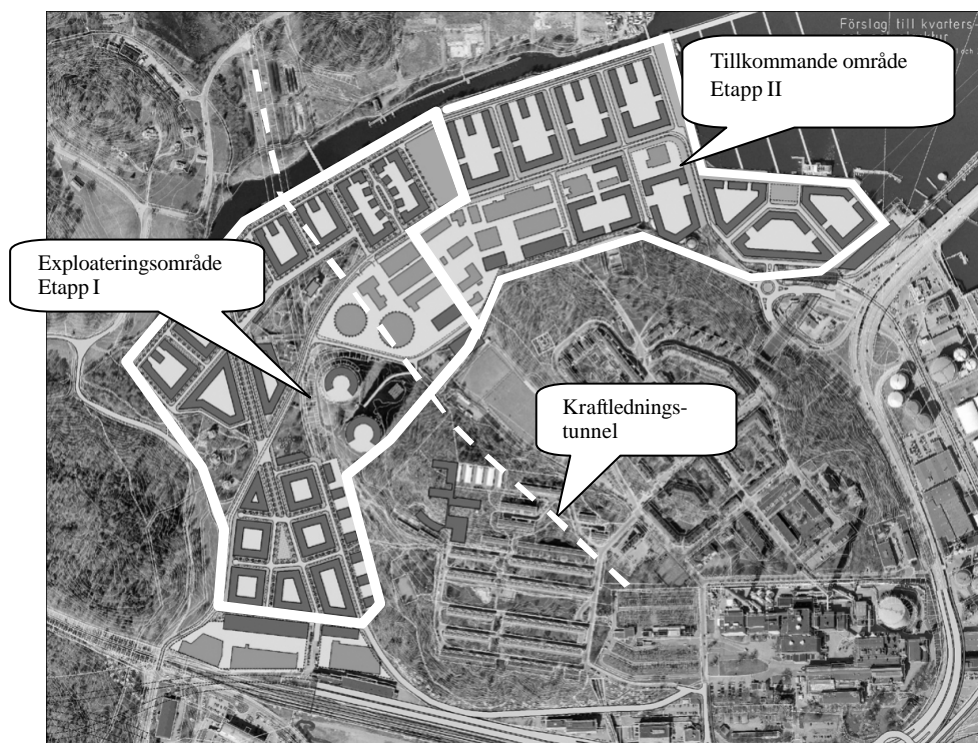 Förslag till kvarters-
Tillkommande område
Etapp II
Exploateringsområde
Etapp I
Kraftlednings-
tunnel